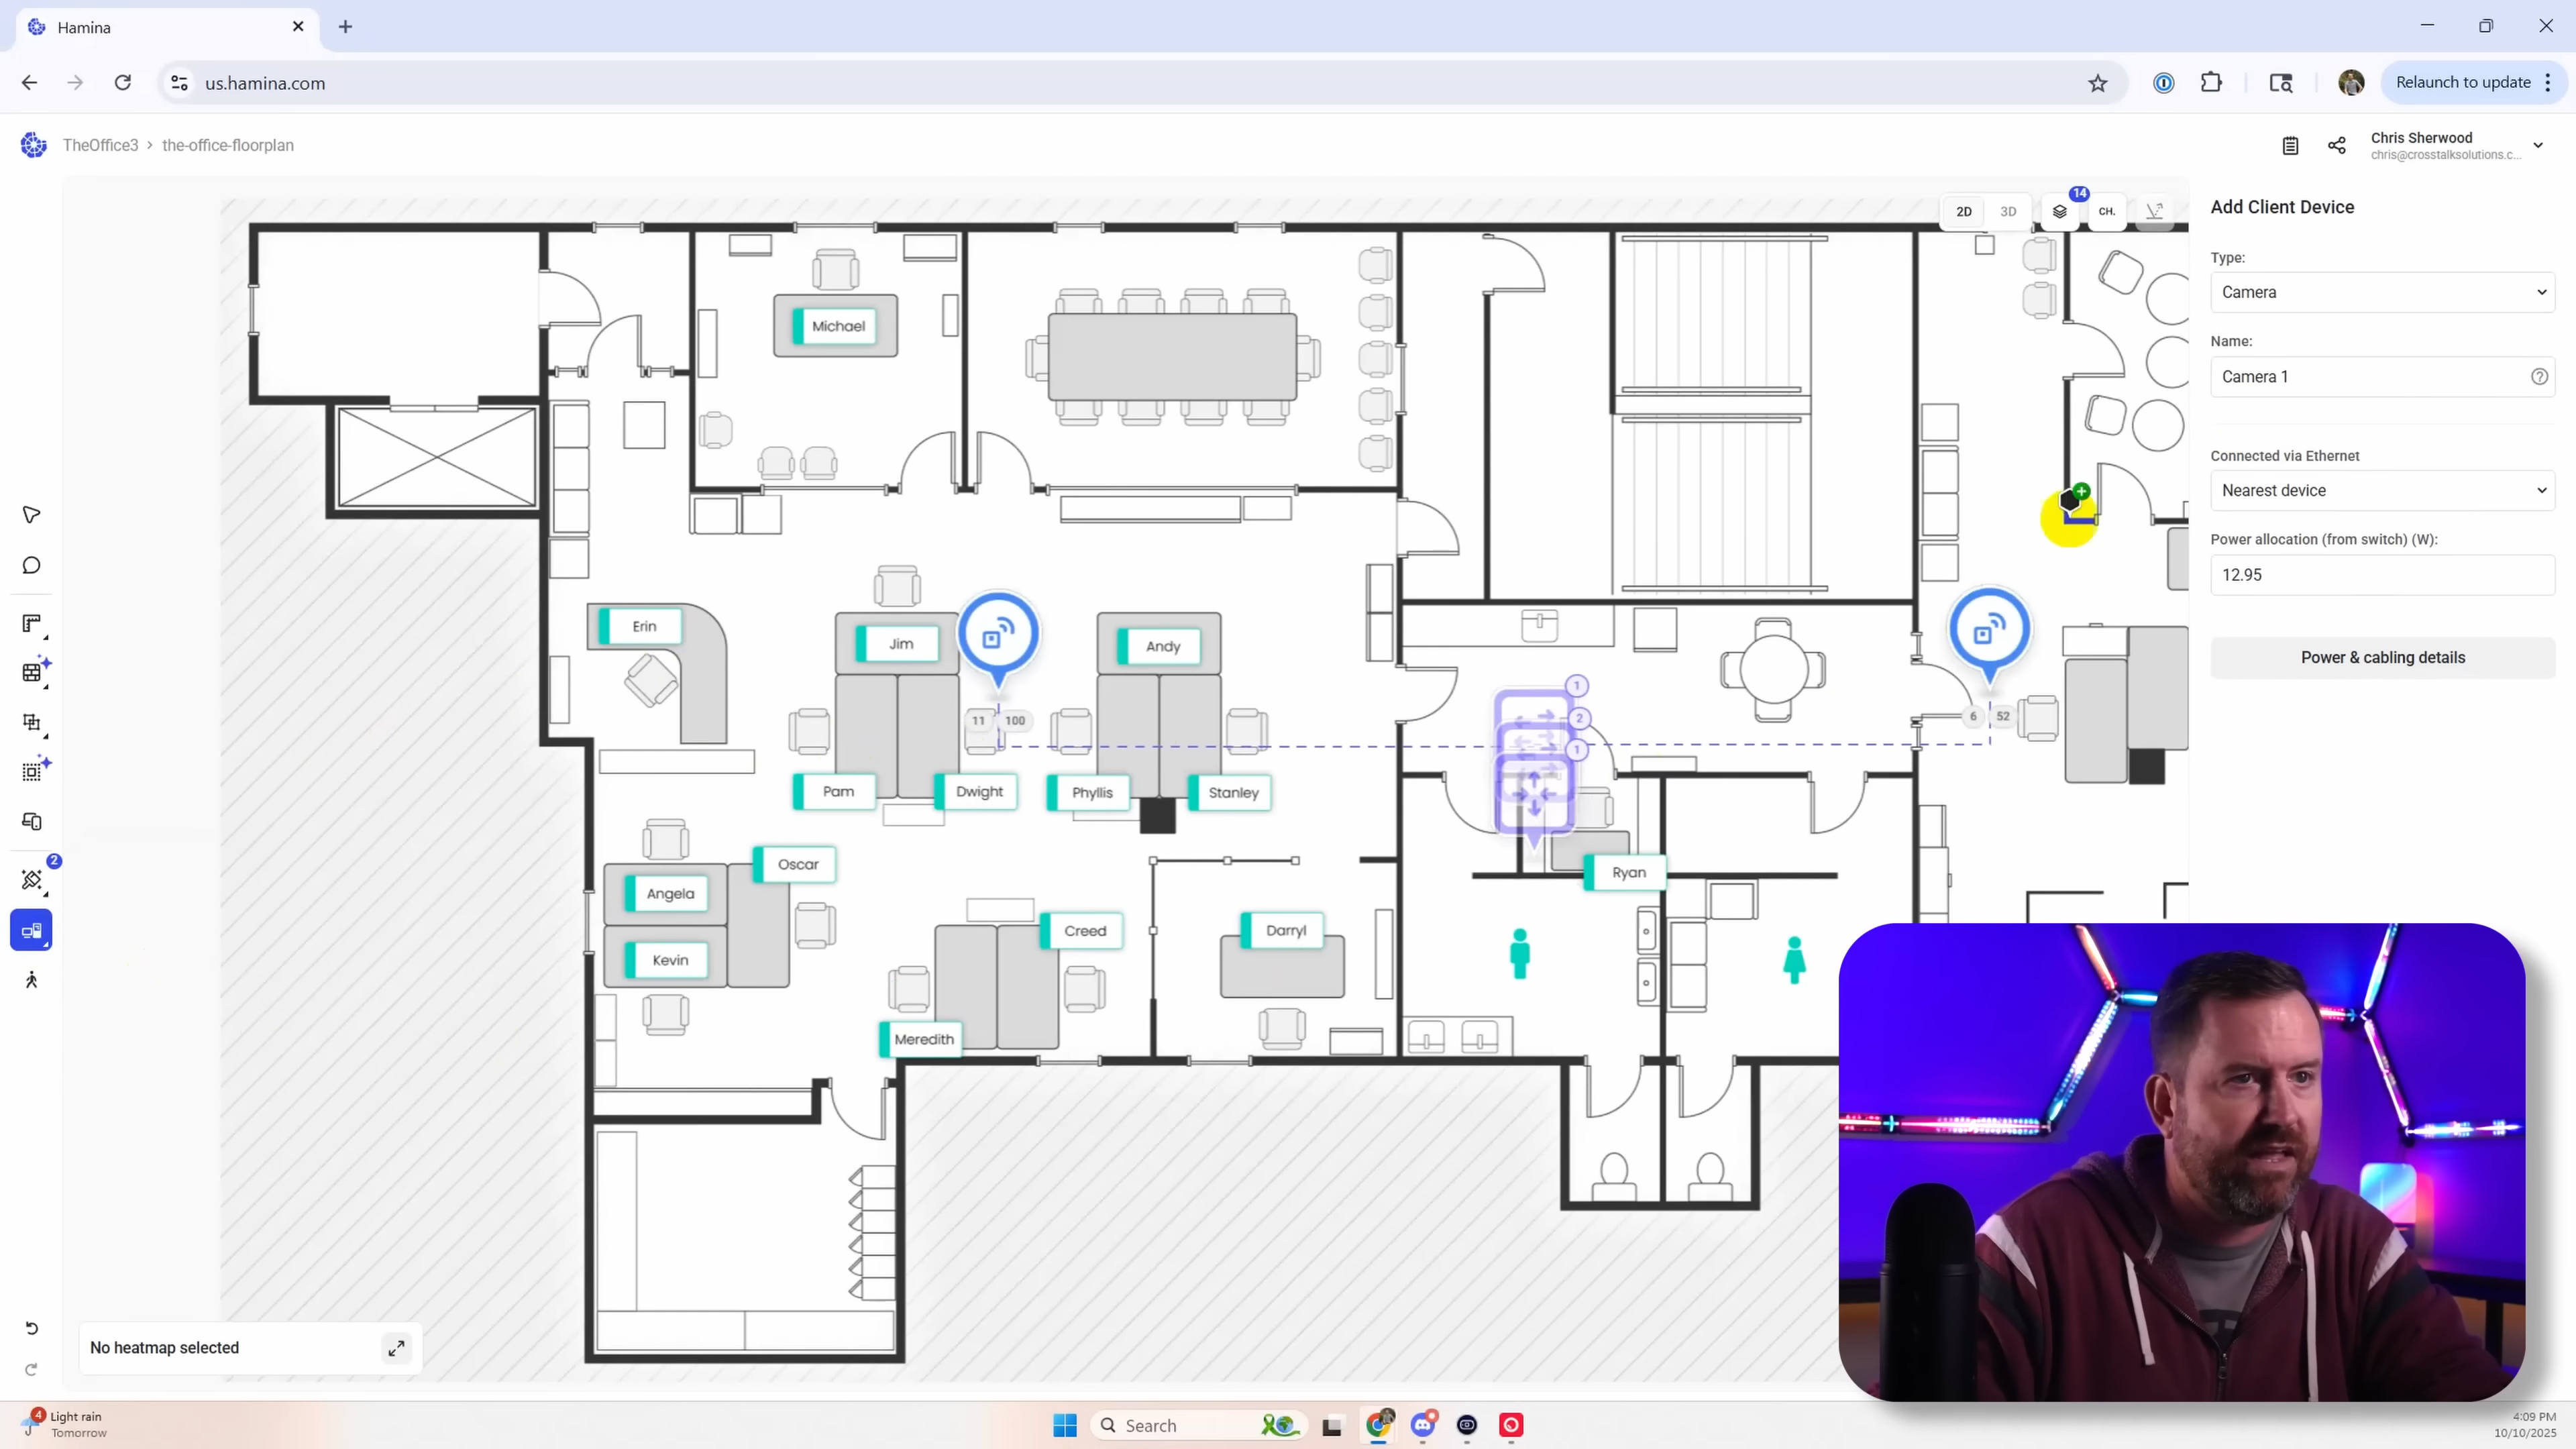 Hamina
us.hamina.com
Relaunch to update
TheOffice3 › the-office-floorplan
Chris Sherwood
chris@crosstalksolutions.c...
14
2D
3D
CH.
Add Client Device
Type:
Camera
Name:
Camera 1
Connected via Ethernet
Nearest device
Power allocation (from switch) (W):
12.95
Power & cabling details
Michael
Erin
Jim
Andy
11
100
1
2
1
6
52
Pam
Dwight
Phyllis
Stanley
Oscar
Angela
Ryan
Creed
Darryl
Kevin
Meredith
2
No heatmap selected
4
Light rain
Tomorrow
Search
4:09 PM
10/10/2025